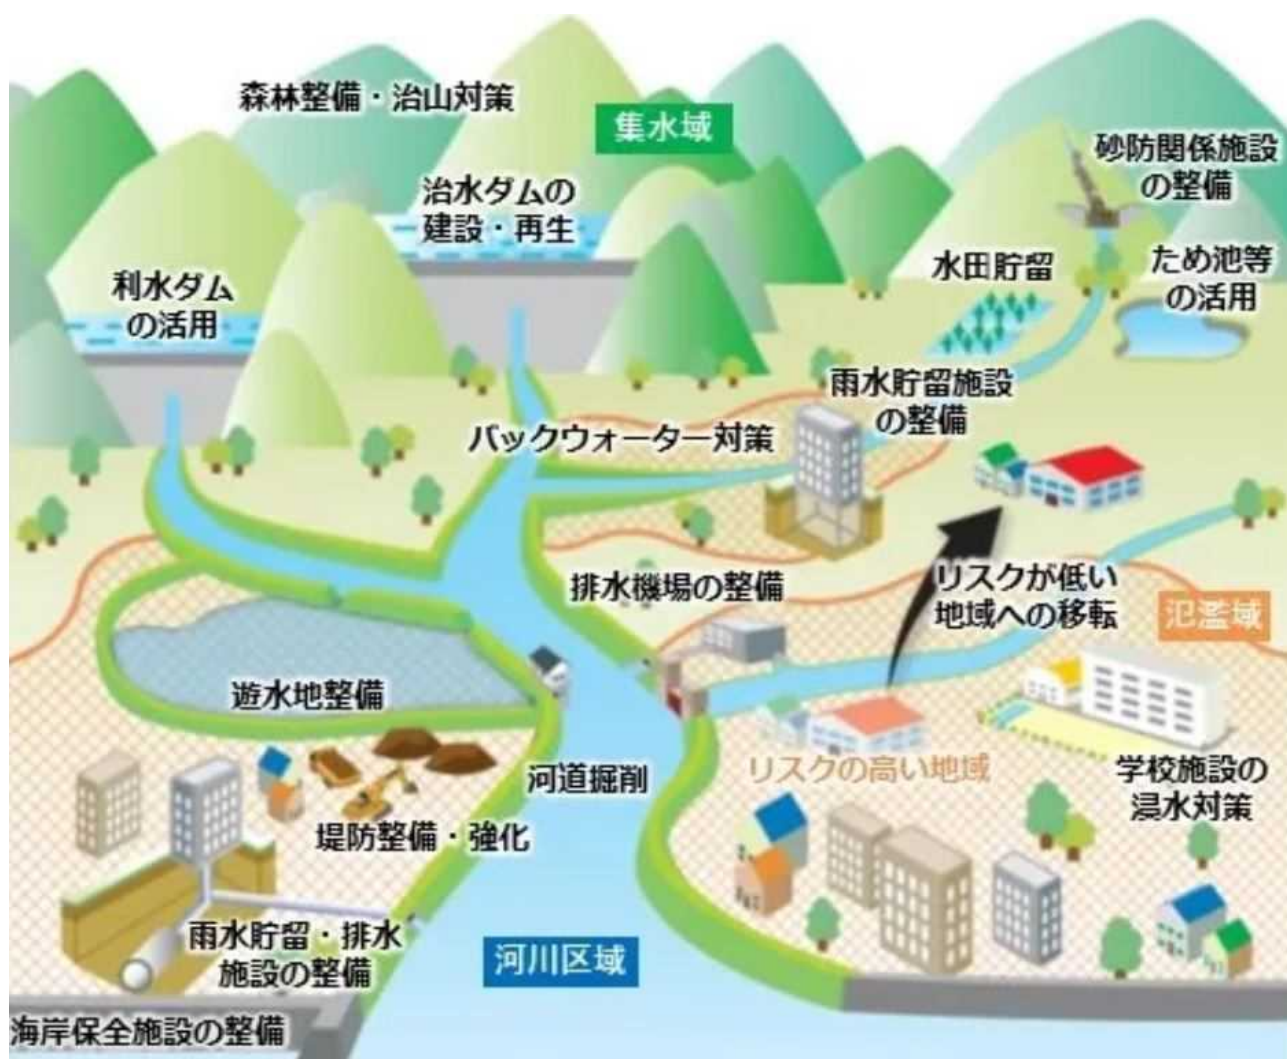 森林整備・治山対策
集水域
砂防関係施設
の整備
治水ダムの
建設・再生
水田貯留
ため池等
の活用
利水ダム
の活用
雨水貯留施設
の整備
バックウォーター対策
排水機場の整備
リスクが低い
地域への移転
氾濫域
遊水地整備
河道掘削
リスクの高い地域
学校施設の
浸水対策
堤防整備・強化
雨水貯留・排水
施設の整備
河川区域
海岸保全施設の整備